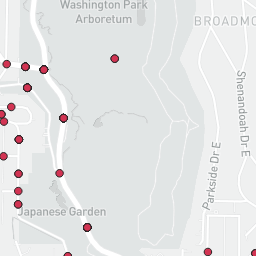 Washington Park
Arboretum
BROADMO
Shenandoah Dr E
Parkside Dr E
Japanese Garden